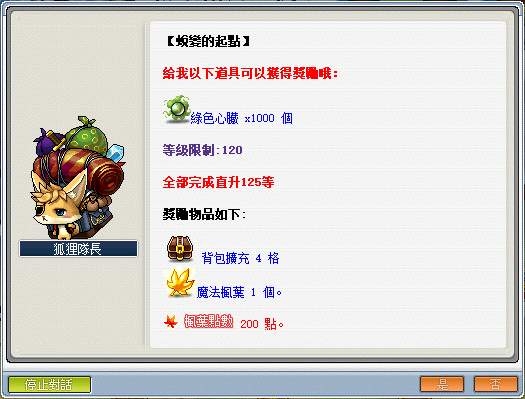 【蛻變的起點】
給我以下道具可以獲得獎勵哦:
綠色心臟 x1000 個
等級限制:120
全部完成直升125等
獎勵物品如下:
背包擴充 4 格
魔法楓葉 1 個。
楓葉點數 200 點。
狐狸隊長
停止對話
是
否